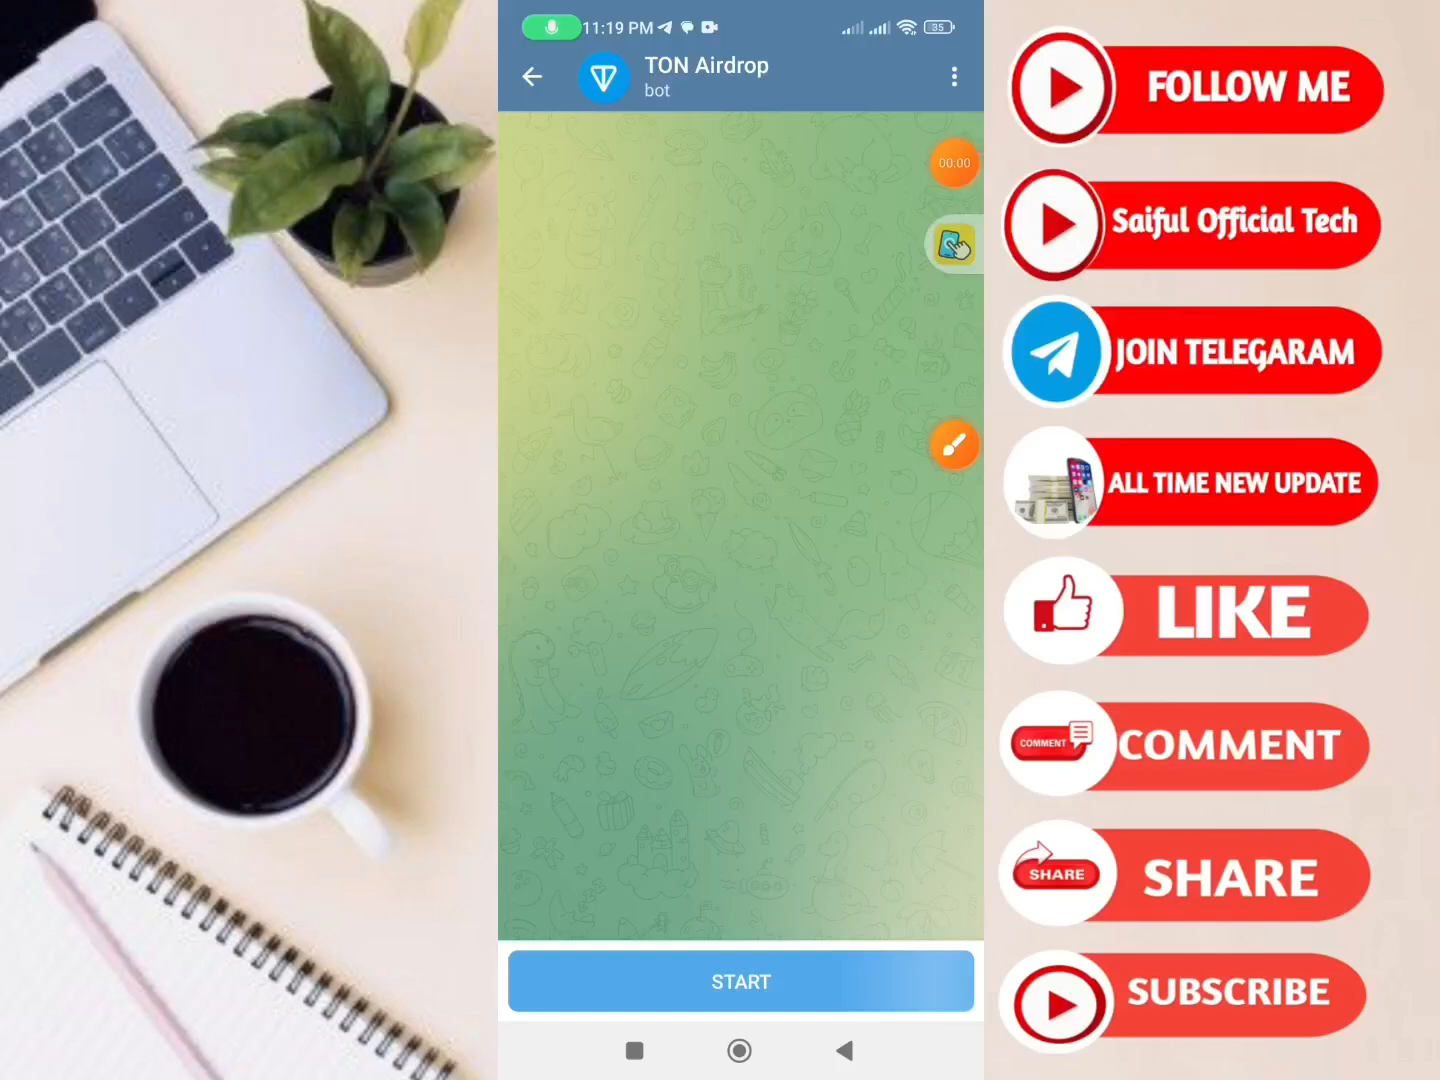 11:19 PM
35
TON Airdrop
bot
00:00
START
FOLLOW ME
Saiful Official Tech
JOIN TELEGARAM
ALL TIME NEW UPDATE
LIKE
COMMENT
COMMENT
SHARE
SHARE
SUBSCRIBE